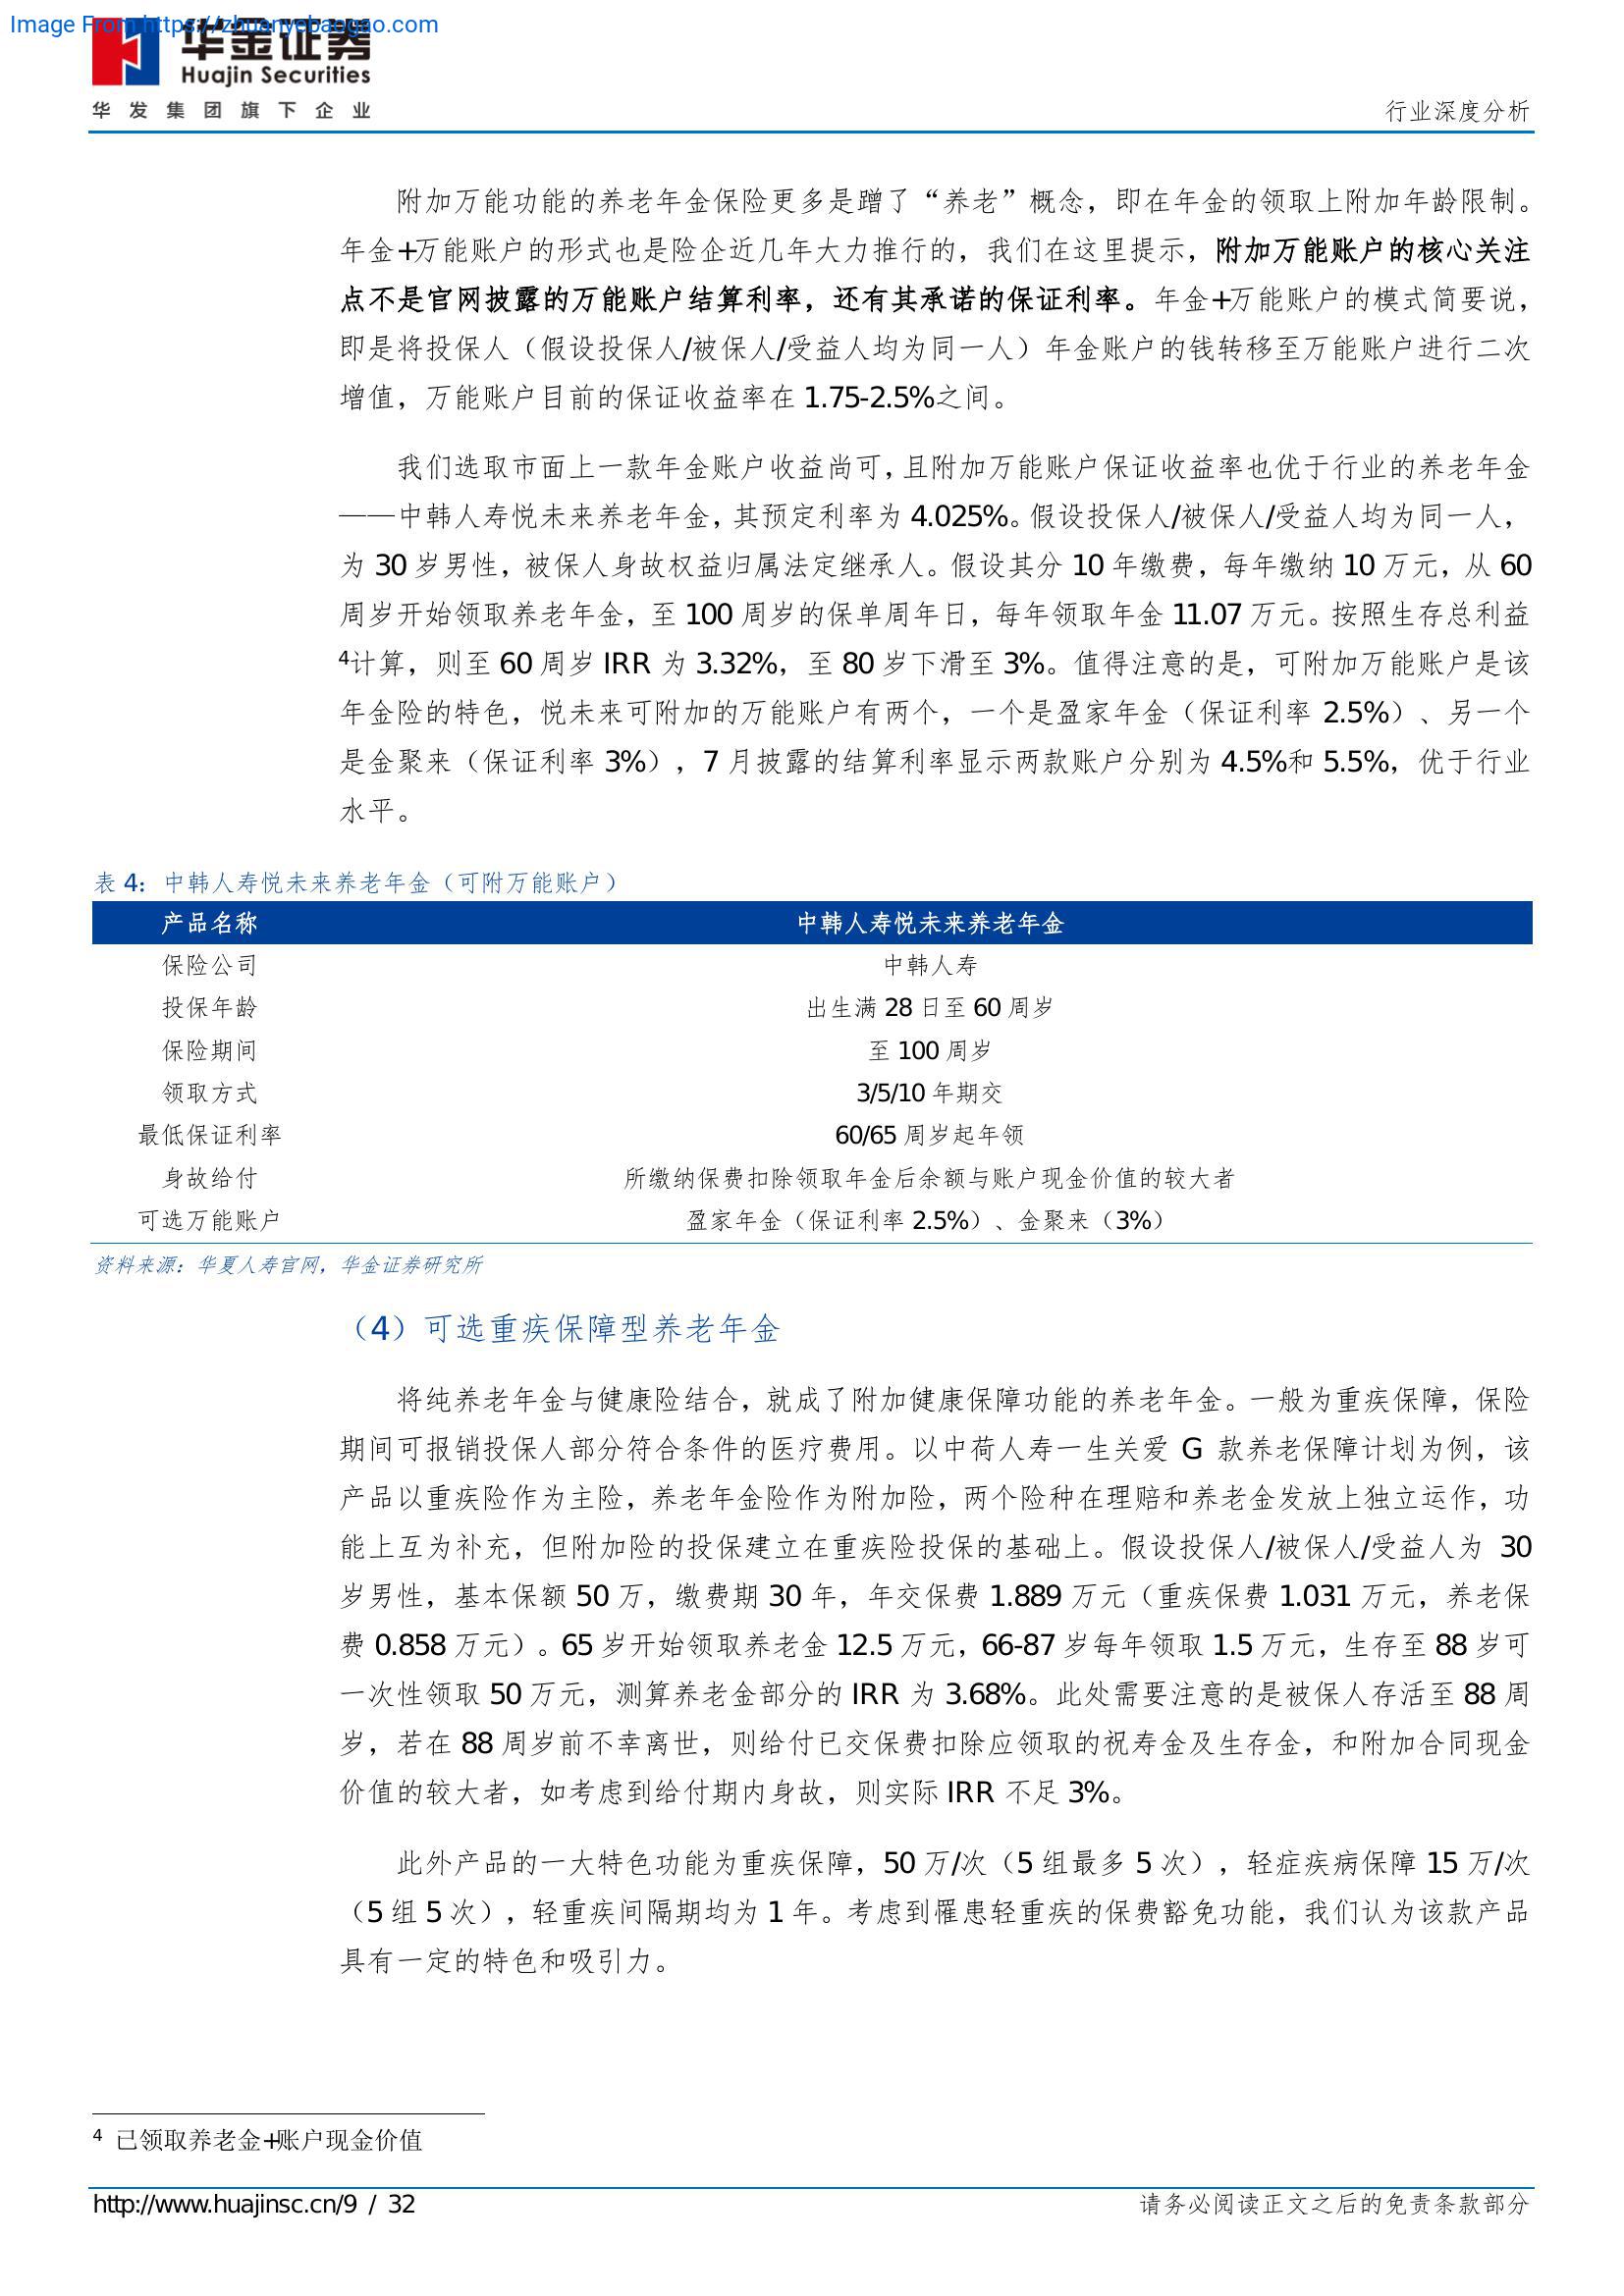 Image From https://zhuanyebaogao.com
华金证券
Huajin Securities
华发集团旗下企业
行业深度分析
附加万能功能的养老年金保险更多是蹭了“养老”概念，即在年金的领取上附加年龄限制。
年金+万能账户的形式也是险企近几年大力推行的，我们在这里提示，附加万能账户的核心关注
点不是官网披露的万能账户结算利率，还有其承诺的保证利率。年金+万能账户的模式简要说，
即是将投保人（假设投保人/被保人/受益人均为同一人）年金账户的钱转移至万能账户进行二次
增值，万能账户目前的保证收益率在 1.75-2.5%之间。
我们选取市面上一款年金账户收益尚可，且附加万能账户保证收益率也优于行业的养老年金
——中韩人寿悦未来养老年金，其预定利率为 4.025%。假设投保人/被保人/受益人均为同一人，
为 30 岁男性，被保人身故权益归属法定继承人。假设其分 10 年缴费，每年缴纳 10 万元，从 60
周岁开始领取养老年金，至 100 周岁的保单周年日，每年领取年金 11.07 万元。按照生存总利益
4计算，则至 60 周岁 IRR 为 3.32%，至 80 岁下滑至 3%。值得注意的是，可附加万能账户是该
年金险的特色，悦未来可附加的万能账户有两个，一个是盈家年金（保证利率 2.5%）、另一个
是金聚来（保证利率 3%），7 月披露的结算利率显示两款账户分别为 4.5%和 5.5%，优于行业
水平。
表 4：中韩人寿悦未来养老年金（可附万能账户）
产品名称 中韩人寿悦未来养老年金
保险公司 中韩人寿
投保年龄 出生满 28 日至 60 周岁
保险期间 至 100 周岁
领取方式 3/5/10 年期交
最低保证利率 60/65 周岁起年领
身故给付 所缴纳保费扣除领取年金后余额与账户现金价值的较大者
可选万能账户 盈家年金（保证利率 2.5%）、金聚来（3%）
资料来源：华夏人寿官网，华金证券研究所
（4）可选重疾保障型养老年金
将纯养老年金与健康险结合，就成了附加健康保障功能的养老年金。一般为重疾保障，保险
期间可报销投保人部分符合条件的医疗费用。以中荷人寿一生关爱 G 款养老保障计划为例，该
产品以重疾险作为主险，养老年金险作为附加险，两个险种在理赔和养老金发放上独立运作，功
能上互为补充，但附加险的投保建立在重疾险投保的基础上。假设投保人/被保人/受益人为 30
岁男性，基本保额 50 万，缴费期 30 年，年交保费 1.889 万元（重疾保费 1.031 万元，养老保
费 0.858 万元）。65 岁开始领取养老金 12.5 万元，66-87 岁每年领取 1.5 万元，生存至 88 岁可
一次性领取 50 万元，测算养老金部分的 IRR 为 3.68%。此处需要注意的是被保人存活至 88 周
岁，若在 88 周岁前不幸离世，则给付已交保费扣除应领取的祝寿金及生存金，和附加合同现金
价值的较大者，如考虑到给付期内身故，则实际 IRR 不足 3%。
此外产品的一大特色功能为重疾保障，50 万/次（5 组最多 5 次），轻症疾病保障 15 万/次
（5 组 5 次），轻重疾间隔期均为 1 年。考虑到罹患轻重疾的保费豁免功能，我们认为该款产品
具有一定的特色和吸引力。
4 已领取养老金+账户现金价值
http://www.huajinsc.cn/9 / 32
请务必阅读正文之后的免责条款部分